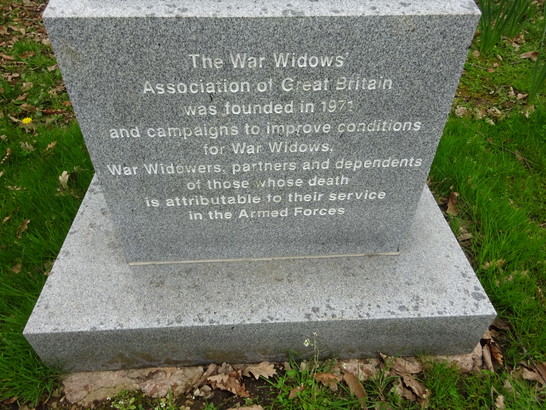 The War Widows'
Association of Great Britain
was founded in 1971
and campaigns to improve conditions
for War Widows,
War Widowers, partners and dependents
of those whose death
is attributable to their service
in the Armed Forces